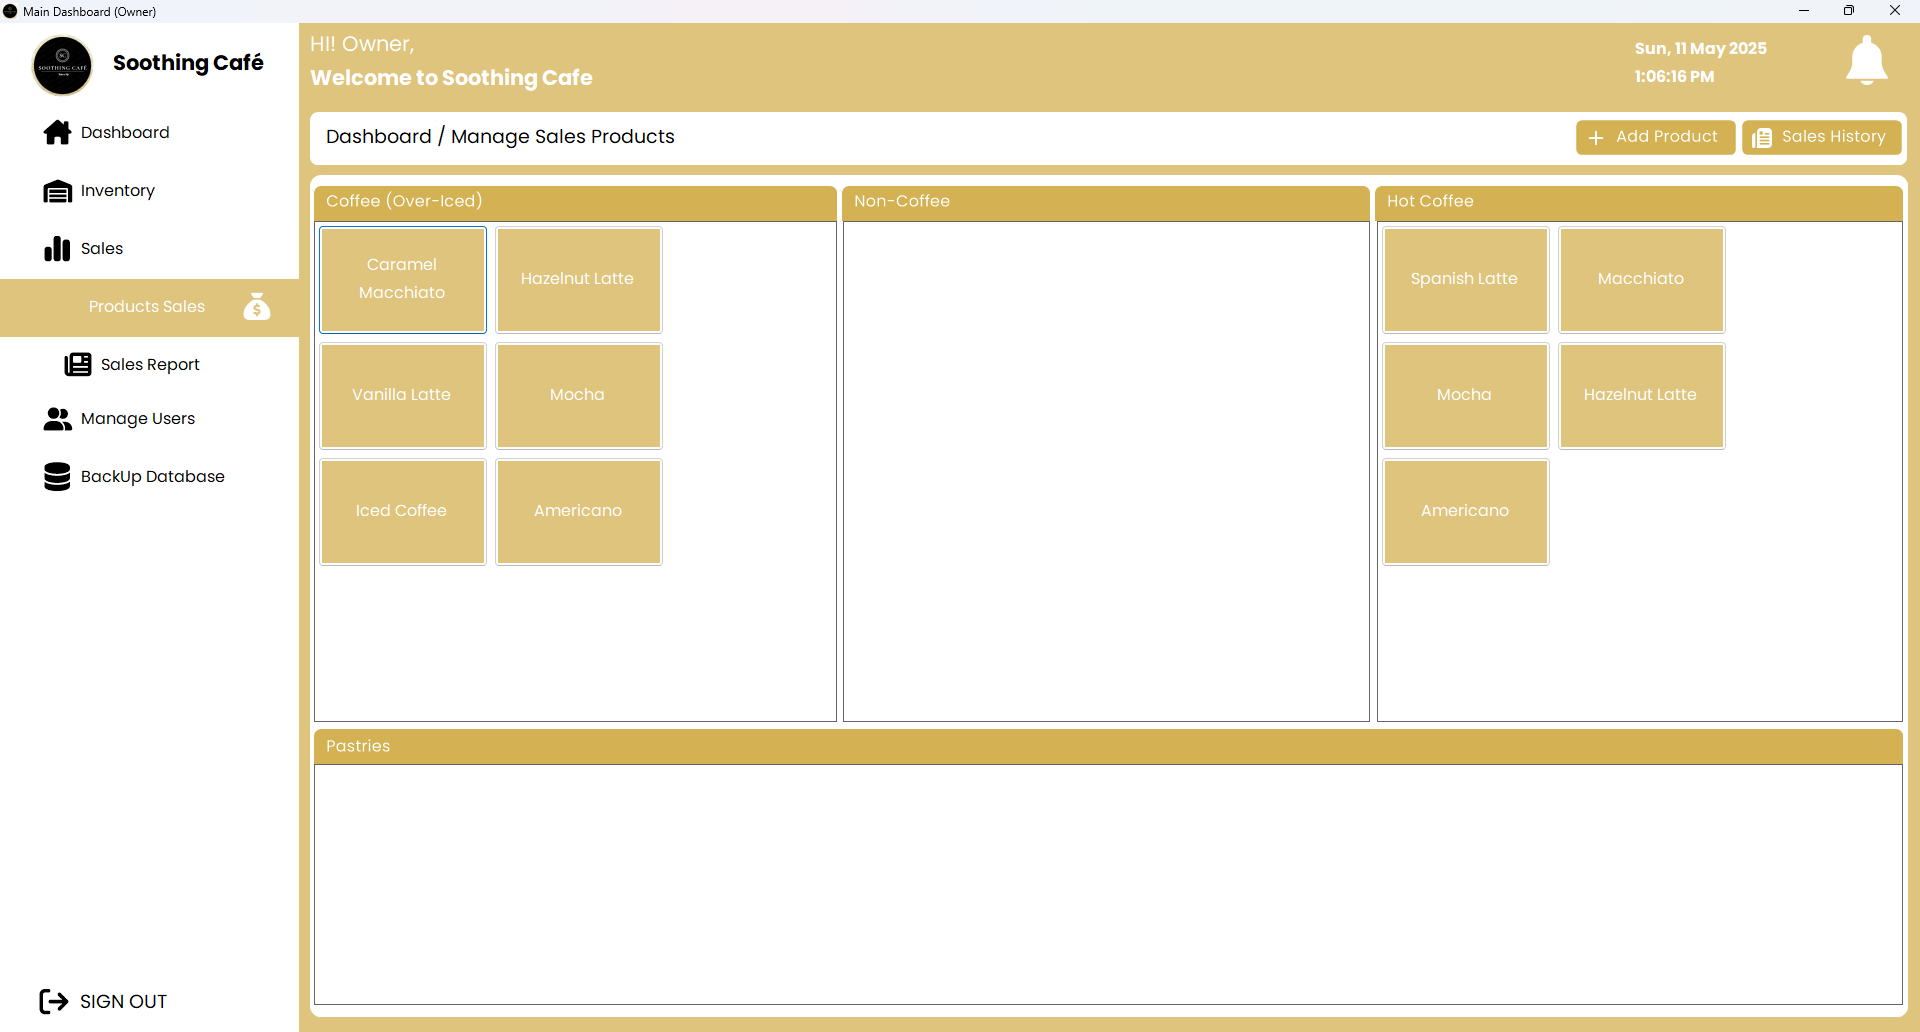 Main Dashboard (Owner)
SOOTHING CAFÉ
Soothing Café
Dashboard
Inventory
Sales
Products Sales
$
Sales Report
Manage Users
BackUp Database
SIGN OUT
HI! Owner,
Welcome to Soothing Cafe
Sun, 11 May 2025
1:06:16 PM
Dashboard / Manage Sales Products
Add Product
Sales History
Coffee (Over-Iced)
Caramel
Macchiato
Hazelnut Latte
Vanilla Latte
Mocha
Iced Coffee
Americano
Non-Coffee
Hot Coffee
Spanish Latte
Macchiato
Mocha
Hazelnut Latte
Americano
Pastries